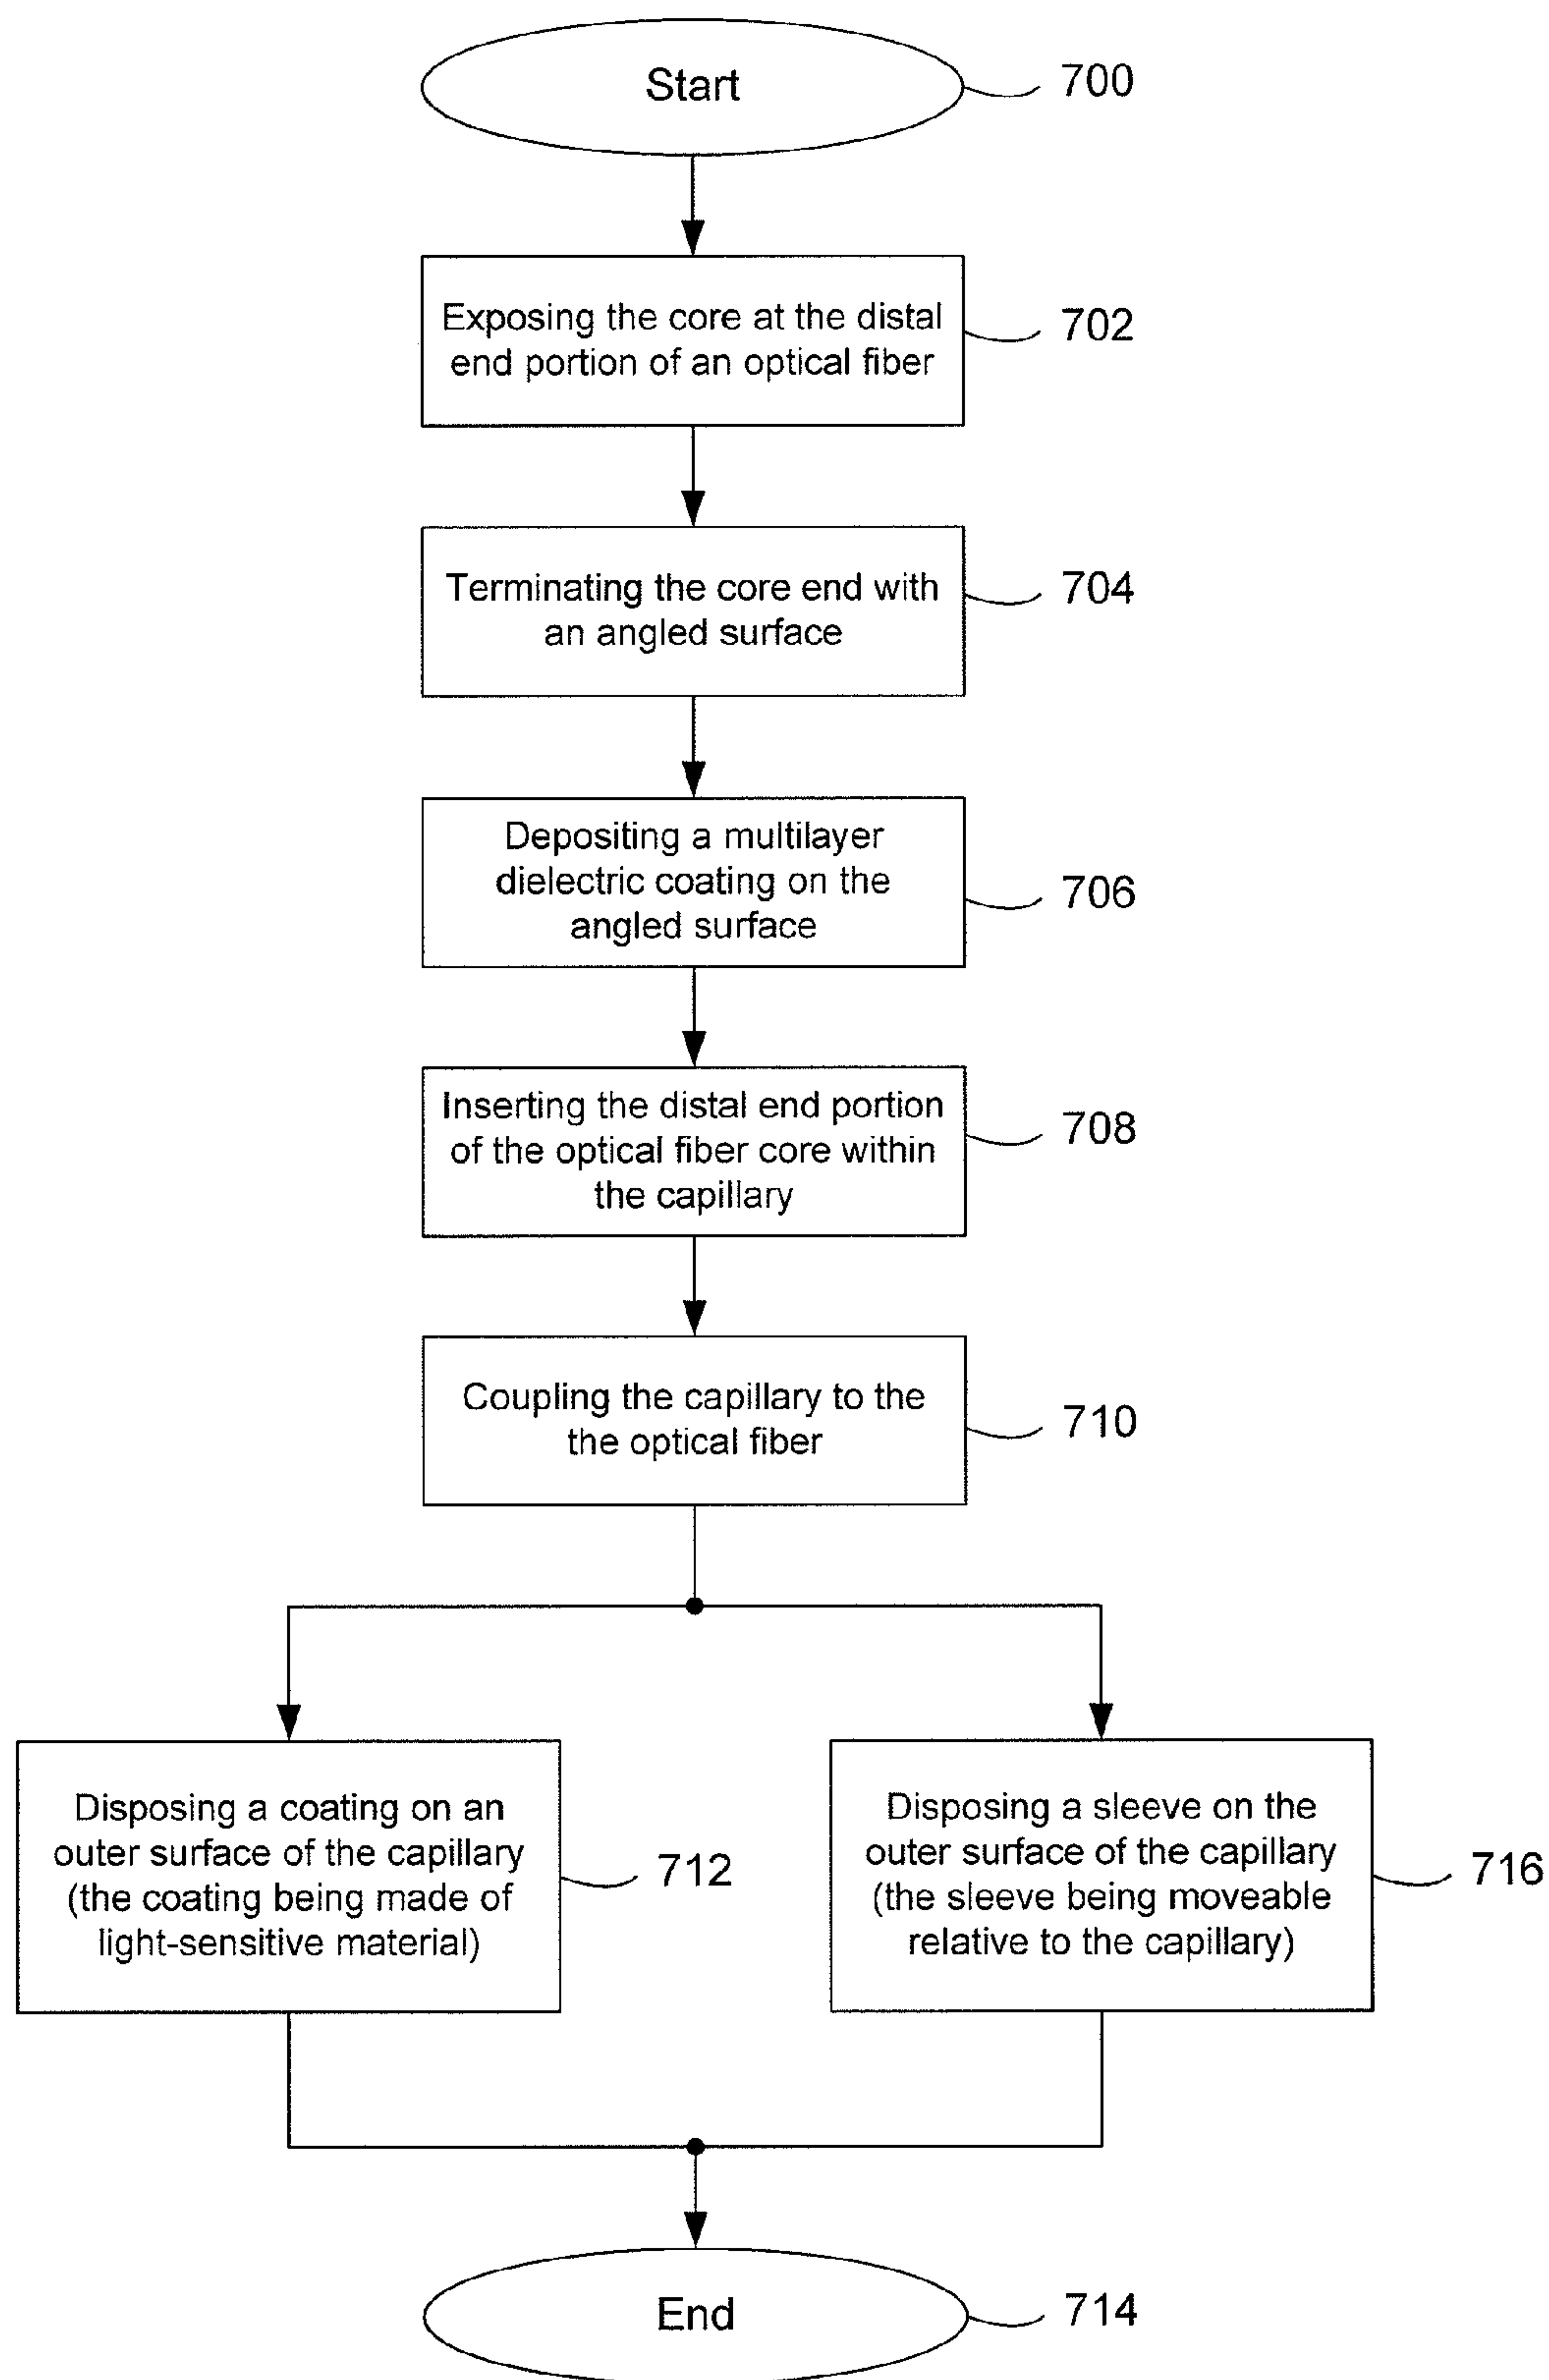 Start
700
Exposing the core at the distal
end portion of an optical fiber
702
Terminating the core end with
an angled surface
704
Depositing a multilayer
dielectric coating on the
angled surface
706
Inserting the distal end portion
of the optical fiber core within
the capillary
708
Coupling the capillary to the
the optical fiber
710
Disposing a coating on an
outer surface of the capillary
(the coating being made of
light-sensitive material)
712
Disposing a sleeve on the
outer surface of the capillary
(the sleeve being moveable
relative to the capillary)
716
End
714